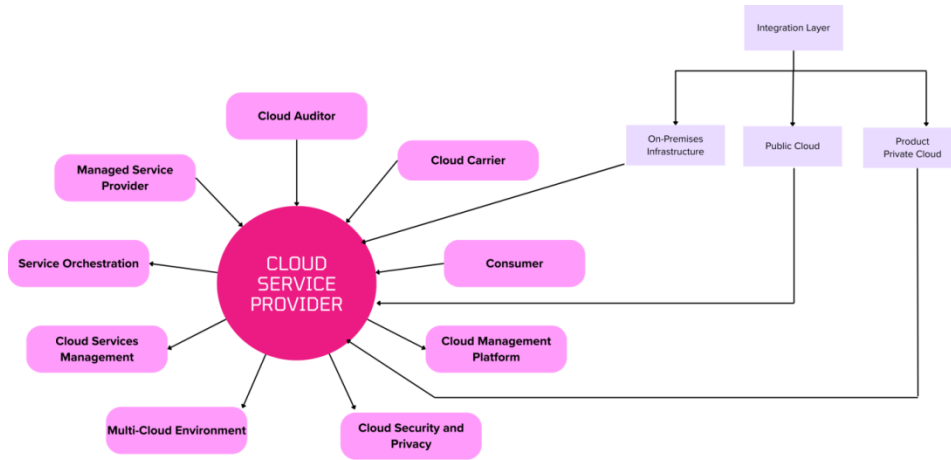 Integration Layer
Cloud Auditor
On-Premises
Infrastructure
Public Cloud
Product
Private Cloud
Cloud Carrier
Managed Service
Provider
CLOUD
SERVICE
PROVIDER
Service Orchestration
Consumer
Cloud Services
Management
Cloud Management
Platform
Multi-Cloud Environment
Cloud Security and
Privacy